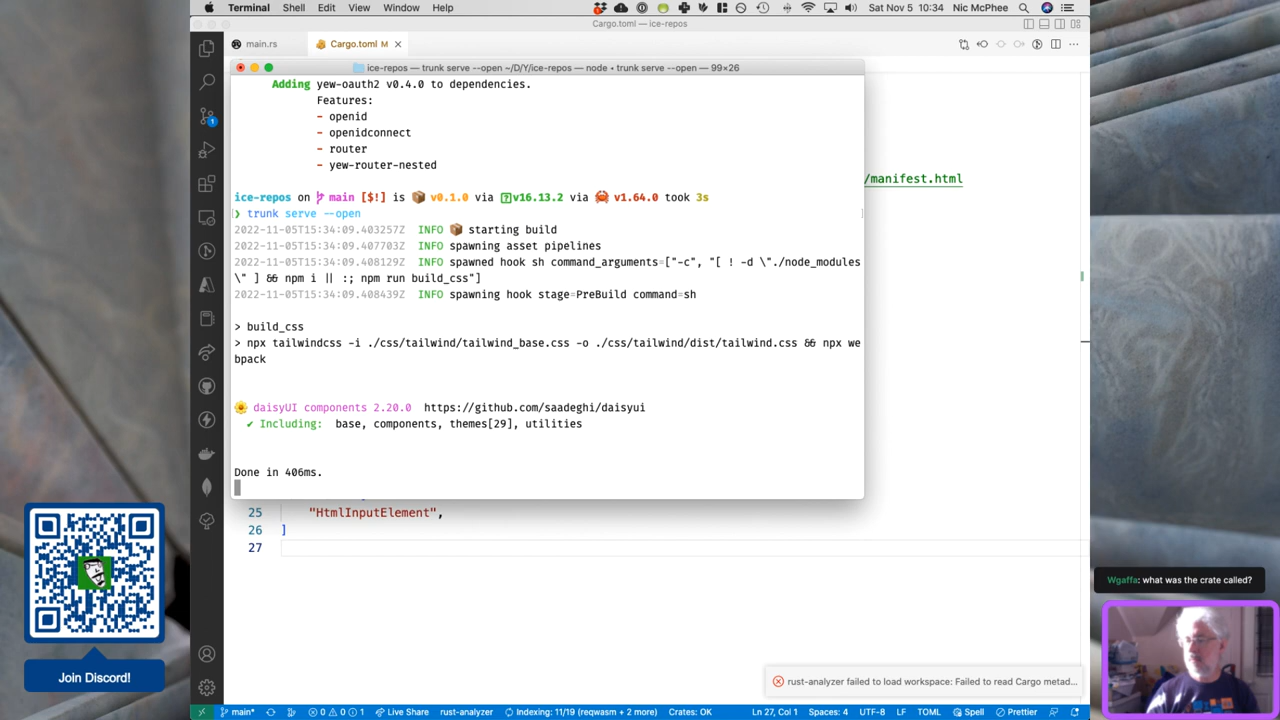 Terminal Shell Edit View Window Help Sat Nov 5 10:34 Nic McPhee
Cargo.toml — ice-repos
main.rs Cargo.toml M
ice-repos — trunk serve --open ~/D/Y/ice-repos — node • trunk serve --open — 99×26
Adding yew-oauth2 v0.4.0 to dependencies.
Features:
- openid
- openidconnect
- router
- yew-router-nested
/manifest.html
ice-repos on main [$!] is v0.1.0 via v16.13.2 via v1.64.0 took 3s
❯ trunk serve --open
2022-11-05T15:34:09.403257Z INFO 📦 starting build
2022-11-05T15:34:09.407703Z INFO spawning asset pipelines
2022-11-05T15:34:09.408129Z INFO spawned hook sh command_arguments=["-c", "[ ! -d \"./node_modules
\" ] && npm i || :; npm run build_css"]
2022-11-05T15:34:09.408439Z INFO spawning hook stage=PreBuild command=sh
> build_css
> npx tailwindcss -i ./css/tailwind/tailwind_base.css -o ./css/tailwind/dist/tailwind.css && npx we
bpack
🌼 daisyUI components 2.20.0 https://github.com/saadeghi/daisyui
✔︎ Including: base, components, themes[29], utilities
Done in 406ms.
25 "HtmlInputElement",
26 ]
27
Wgaffa: what was the crate called?
Join Discord!
rust-analyzer failed to load workspace: Failed to read Cargo metad...
main* 0 0 1 Live Share rust-analyzer Indexing: 11/19 (reqwasm + 2 more) Crates: OK Ln 27, Col 1 Spaces: 4 UTF-8 LF TOML Spell Prettier